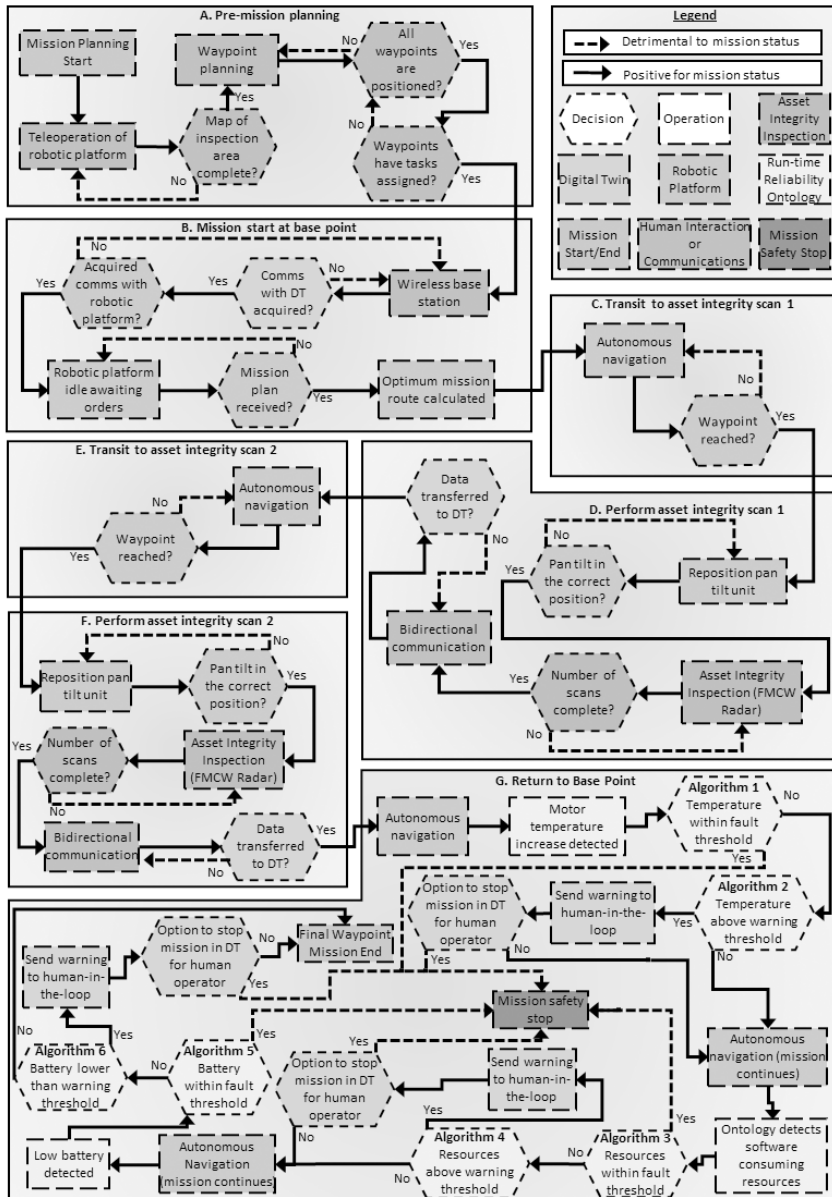 A. Pre-mission planning
Mission Planning
Start
Waypoint
planning
No
All
waypoints
are
positioned?
Yes
Yes
No
Teleoperation of
robotic platform
Map of
inspection
area
complete?
No
Waypoints
have tasks
assigned?
Yes
Legend
Detrimental to mission status
Positive for mission status
Decision
Operation
Asset
Integrity
Inspection
Digital Twin
Robotic
Platform
Run-time
Reliability
Ontology
Mission
Start/End
Human Interaction
or
Communications
Mission
Safety Stop
B. Mission start at base point
No
Yes
Acquired
comms with
robotic
platform?
Yes
Comms
with DT
acquired?
No
Wireless base
station
Robotic platform
idle awaiting
orders
No
Mission
plan
received?
Yes
Optimum mission
route calculated
C. Transit to asset integrity scan 1
Autonomous
navigation
No
Waypoint
reached?
Yes
E. Transit to asset integrity scan 2
Autonomous
navigation
No
Waypoint
reached?
Yes
Data
transferred
to DT?
No
D. Perform asset integrity scan 1
No
Yes
Pan tilt in
the correct
position?
Reposition pan
tilt unit
Bidirectional
communication
Yes
Number of
scans
complete?
No
Asset Integrity
Inspection (FMCW
Radar)
F. Perform asset integrity scan 2
No
Reposition pan
tilt unit
Pan tilt in
the correct
position?
Yes
Yes
Number of
scans
complete?
No
Asset Integrity
Inspection
(FMCW Radar)
Bidirectional
communication
No
Data
transferred
to DT?
Yes
G. Return to Base Point
Autonomous
navigation
Motor
temperature
increase detected
Algorithm 1
Temperature
within fault
threshold
No
Yes
Option to stop
mission in DT
for human
operator
Yes
No
Send warning to
human-in-the-
loop
Yes
Algorithm 2
Temperature
above warning
threshold
No
Send warning
to human-in-
the-loop
Option to stop
mission in DT
for human
operator
No
Yes
Final Waypoint
Mission End
Mission safety
stop
Autonomous
navigation (mission
continues)
No
Yes
Algorithm 6
Battery lower
than warning
threshold
No
Algorithm 5
Battery
within fault
threshold
Yes
Yes
Option to stop
mission in DT
for human
operator
No
Send warning
to human-in-
the-loop
Yes
Yes
Low battery
detected
Autonomous
Navigation
(mission continues)
No
Algorithm 4
Resources
above warning
threshold
No
Algorithm 3
Resources
within fault
threshold
Ontology detects
software
consuming
resources